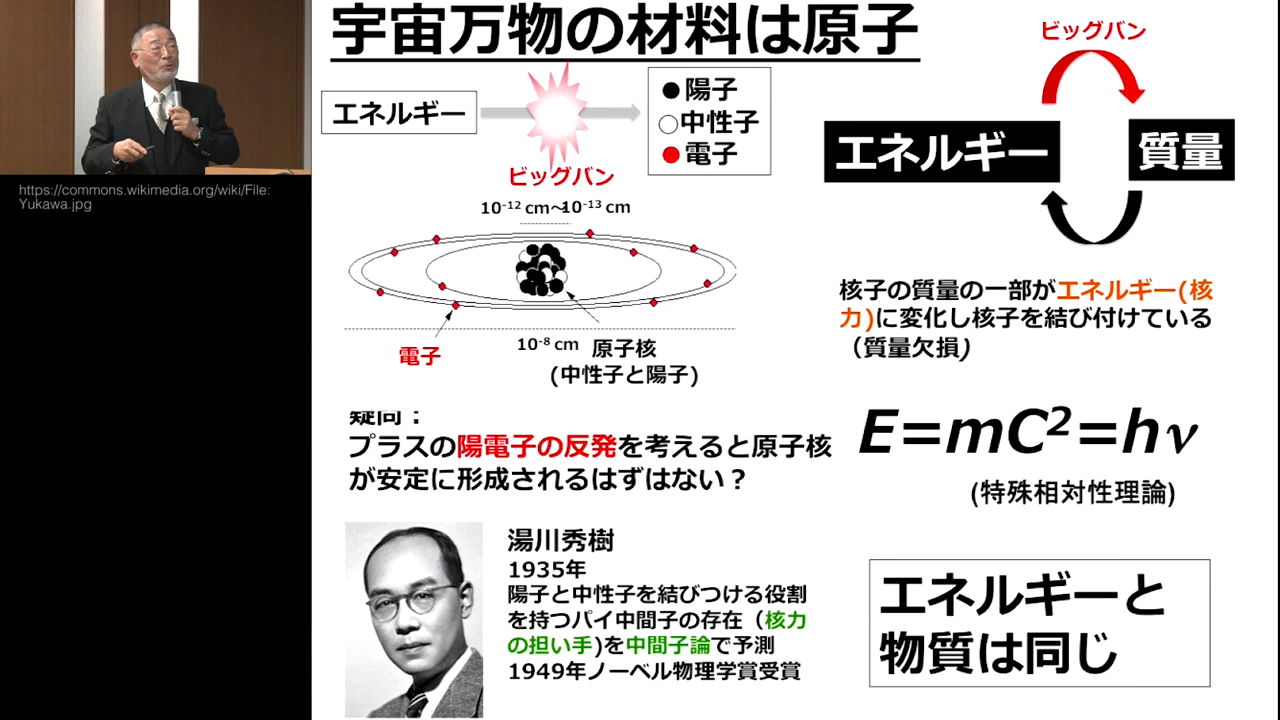 宇宙万物の材料は原子
エネルギー
ビッグバン
●陽子
○中性子
●電子
10-12 cm～10-13 cm
電子
10-8 cm
原子核
(中性子と陽子)
疑問：
プラスの陽電子の反発を考えると原子核
が安定に形成されるはずはない？
湯川秀樹
1935年
陽子と中性子を結びつける役割
を持つパイ中間子の存在（核力
の担い手)を中間子論で予測
1949年ノーベル物理学賞受賞
ビッグバン
エネルギー
質量
核子の質量の一部がエネルギー(核
力)に変化し核子を結び付けている
（質量欠損)
E=mC2=hν
(特殊相対性理論)
エネルギーと
物質は同じ
https://commons.wikimedia.org/wiki/File:
Yukawa.jpg